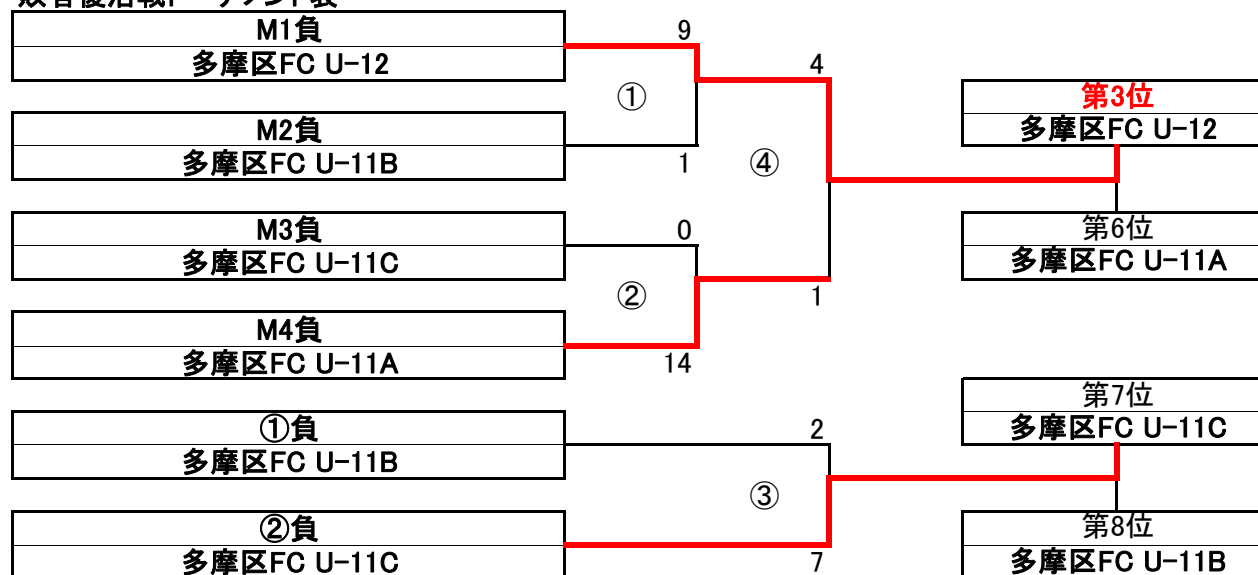 M1負
多摩区FC U-12
9
4
①
第3位
多摩区FC U-12
M2負
多摩区FC U-11B
1
④
M3負
多摩区FC U-11C
0
第6位
多摩区FC U-11A
②
1
M4負
多摩区FC U-11A
14
第7位
多摩区FC U-11C
①負
多摩区FC U-11B
2
③
②負
多摩区FC U-11C
7
第8位
多摩区FC U-11B